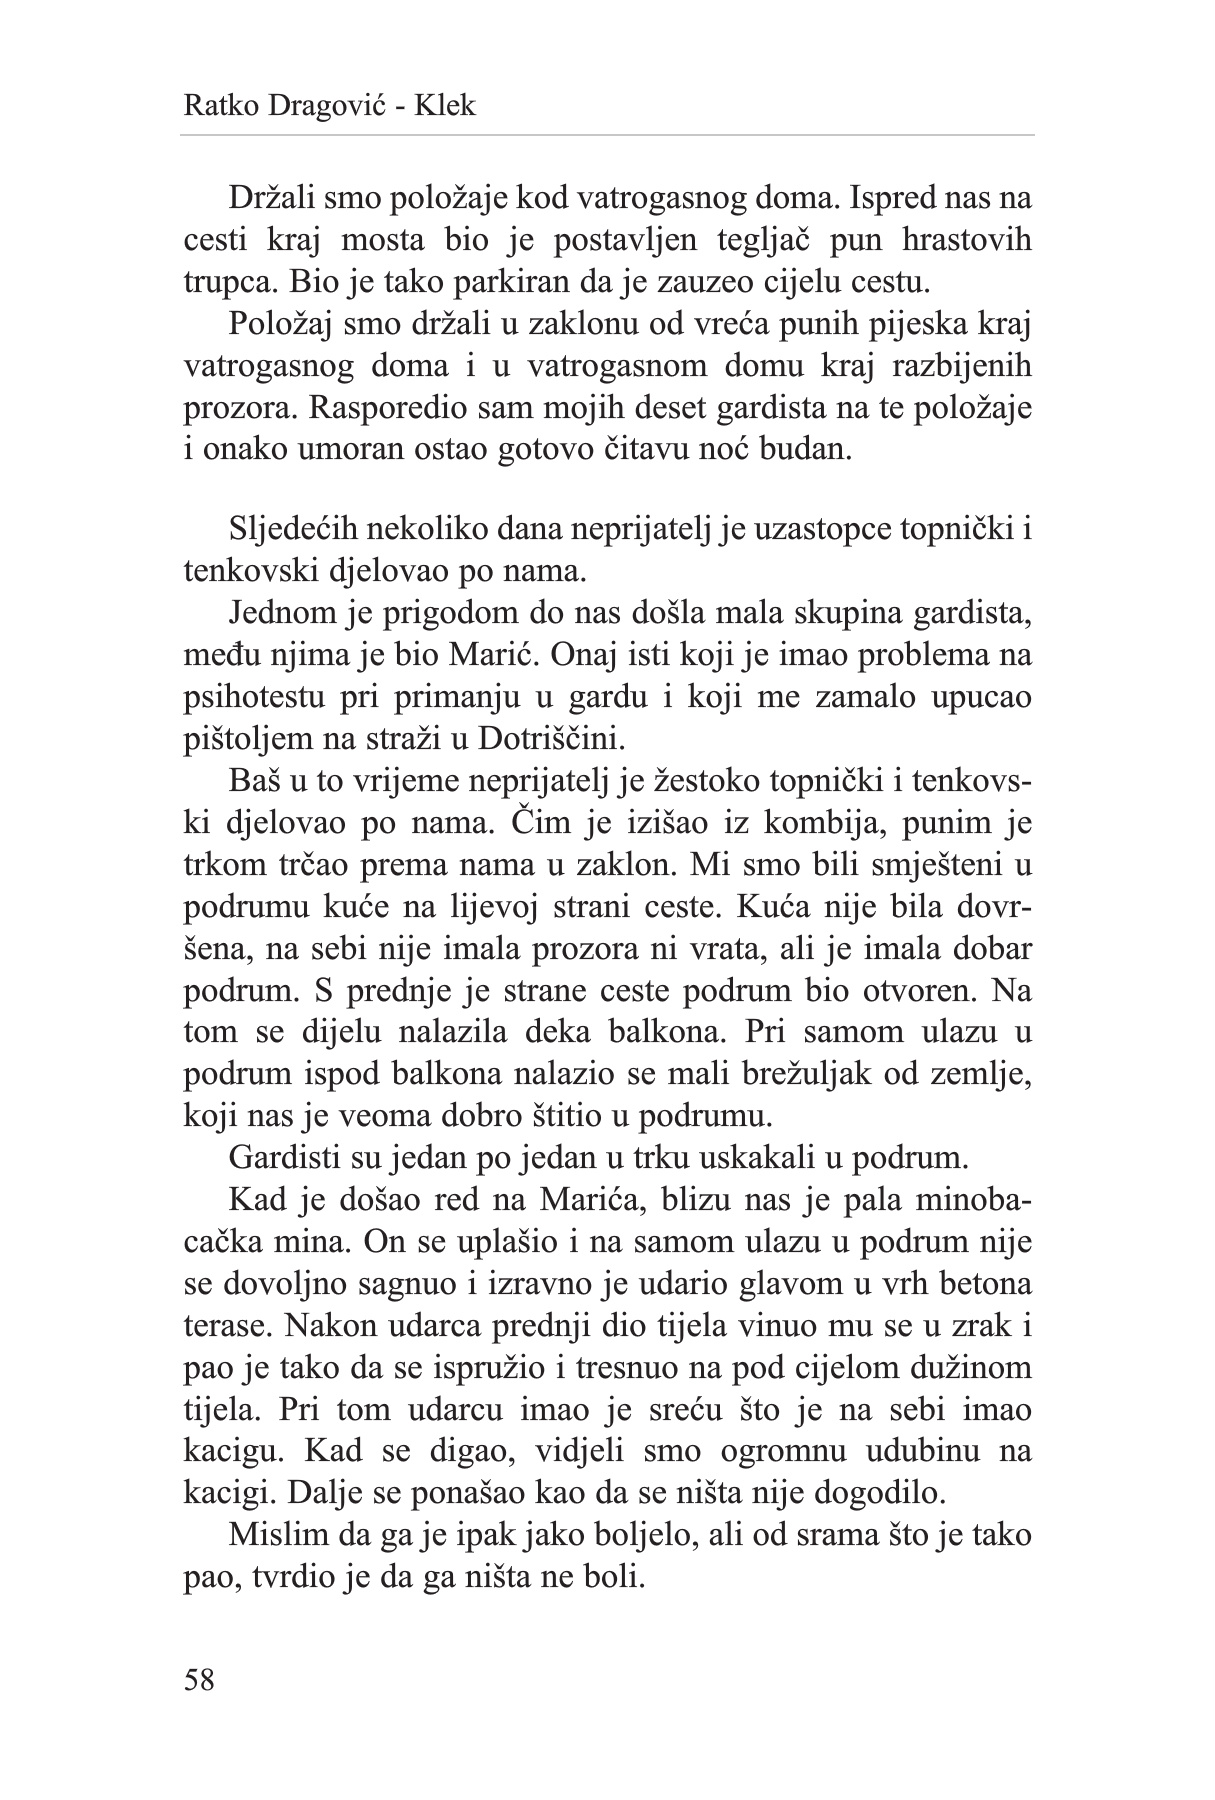 Ratko Dragović - Klek
Držali smo položaje kod vatrogasnog doma. Ispred nas na
cesti kraj mosta bio je postavljen tegljač pun hrastovih
trupca. Bio je tako parkiran da je zauzeo cijelu cestu.
Položaj smo držali u zaklonu od vreća punih pijeska kraj
vatrogasnog doma i u vatrogasnom domu kraj razbijenih
prozora. Rasporedio sam mojih deset gardista na te položaje
i onako umoran ostao gotovo čitavu noć budan.
Sljedećih nekoliko dana neprijatelj je uzastopce topnički i
tenkovski djelovao po nama.
Jednom je prigodom do nas došla mala skupina gardista,
među njima je bio Marić. Onaj isti koji je imao problema na
psihotestu pri primanju u gardu i koji me zamalo upucao
pištoljem na straži u Dotriščini.
Baš u to vrijeme neprijatelj je žestoko topnički i tenkovs-
ki djelovao po nama. Čim je izišao iz kombija, punim je
trkom trčao prema nama u zaklon. Mi smo bili smješteni u
podrumu kuće na lijevoj strani ceste. Kuća nije bila dovr-
šena, na sebi nije imala prozora ni vrata, ali je imala dobar
podrum. S prednje je strane ceste podrum bio otvoren. Na
tom se dijelu nalazila deka balkona. Pri samom ulazu u
podrum ispod balkona nalazio se mali brežuljak od zemlje,
koji nas je veoma dobro štitio u podrumu.
Gardisti su jedan po jedan u trku uskakali u podrum.
Kad je došao red na Marića, blizu nas je pala minoba-
cačka mina. On se uplašio i na samom ulazu u podrum nije
se dovoljno sagnuo i izravno je udario glavom u vrh betona
terase. Nakon udarca prednji dio tijela vinuo mu se u zrak i
pao je tako da se ispružio i tresnuo na pod cijelom dužinom
tijela. Pri tom udarcu imao je sreću što je na sebi imao
kacigu. Kad se digao, vidjeli smo ogromnu udubinu na
kacigi. Dalje se ponašao kao da se ništa nije dogodilo.
Mislim da ga je ipak jako boljelo, ali od srama što je tako
pao, tvrdio je da ga ništa ne boli.
58